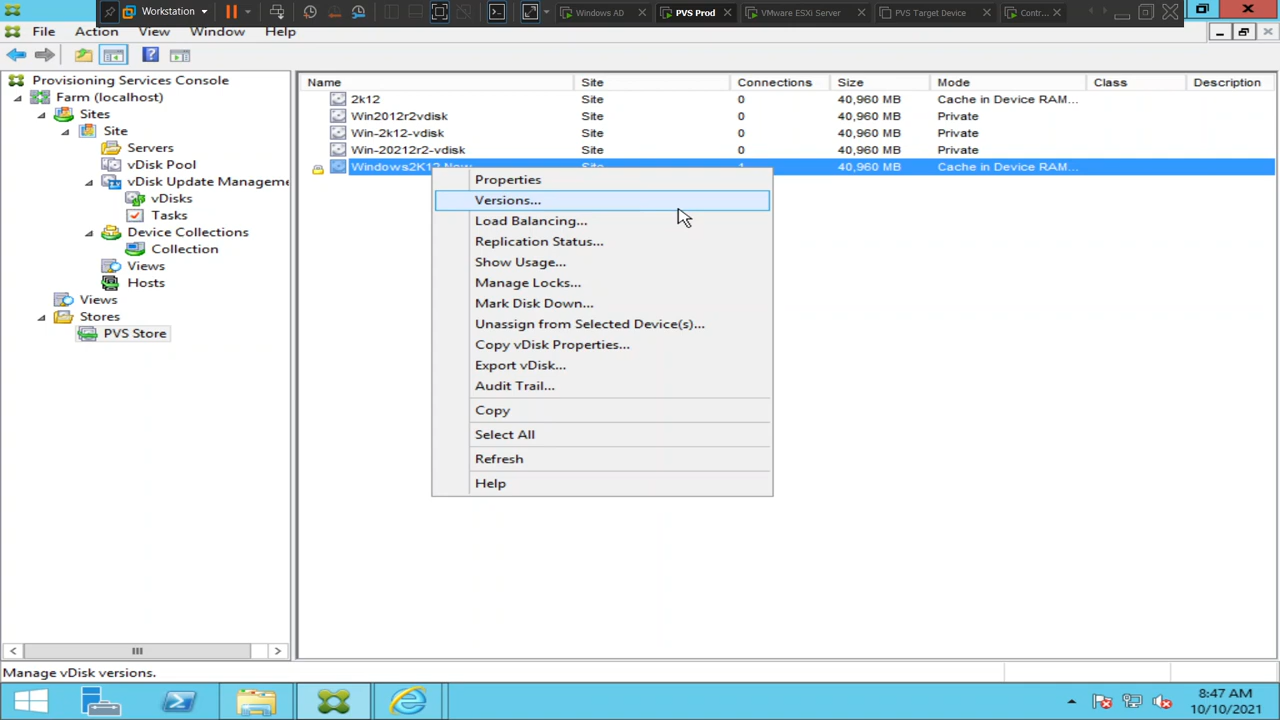 Workstation
Windows AD
PVS Prod
VMware ESXi Server
PVS Target Device
Contr...
File Action View Window Help
Provisioning Services Console
Farm (localhost)
Sites
Site
Servers
vDisk Pool
vDisk Update Manageme
vDisks
Tasks
Device Collections
Collection
Views
Hosts
Views
Stores
PVS Store
Name Site Connections Size Mode Class Description
2k12 Site 0 40,960 MB Cache in Device RAM...
Win2012r2vdisk Site 0 40,960 MB Private
Win-2k12-vdisk Site 0 40,960 MB Private
Win-20212r2-vdisk Site 0 40,960 MB Private
Windows2K12-New Site 1 40,960 MB Cache in Device RAM...
Properties
Versions...
Load Balancing...
Replication Status...
Show Usage...
Manage Locks...
Mark Disk Down...
Unassign from Selected Device(s)...
Copy vDisk Properties...
Export vDisk...
Audit Trail...
Copy
Select All
Refresh
Help
Manage vDisk versions.
8:47 AM
10/10/2021